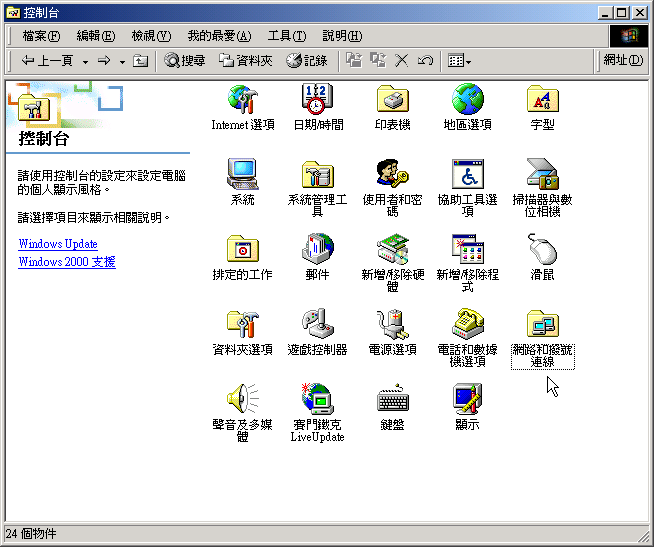 控制台
檔案(F) 編輯(E) 檢視(V) 我的最愛(A) 工具(T) 說明(H)
上一頁 搜尋 資料夾 記錄 網址(D)
控制台
請使用控制台的設定來設定電腦
的個人顯示風格。
請選擇項目來顯示相關說明。
Windows Update
Windows 2000 支援
Internet 選項
日期/時間
印表機
地區選項
字型
系統
系統管理工
具
使用者和密
碼
協助工具選
項
掃描器與數
位相機
排定的工作
郵件
新增/移除硬
體
新增/移除程
式
滑鼠
資料夾選項
遊戲控制器
電源選項
電話和數據
機選項
網路和撥號
連線
聲音及多媒
體
賽門鐵克
LiveUpdate
鍵盤
顯示
24 個物件